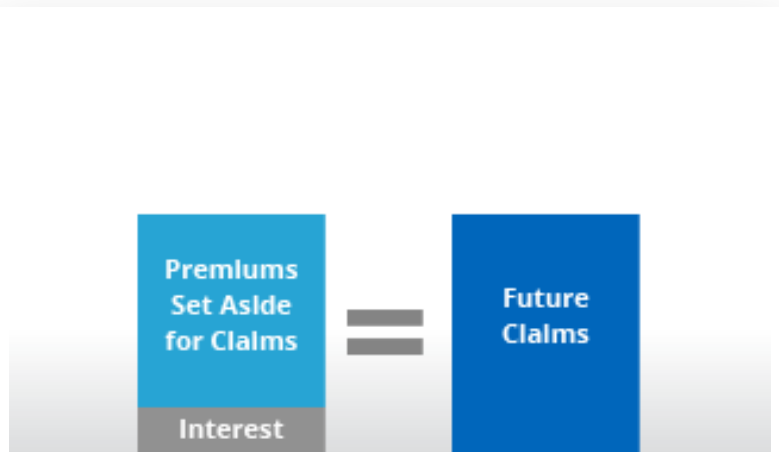 Premiums
Set Aside
for Claims
Interest
Future
Claims